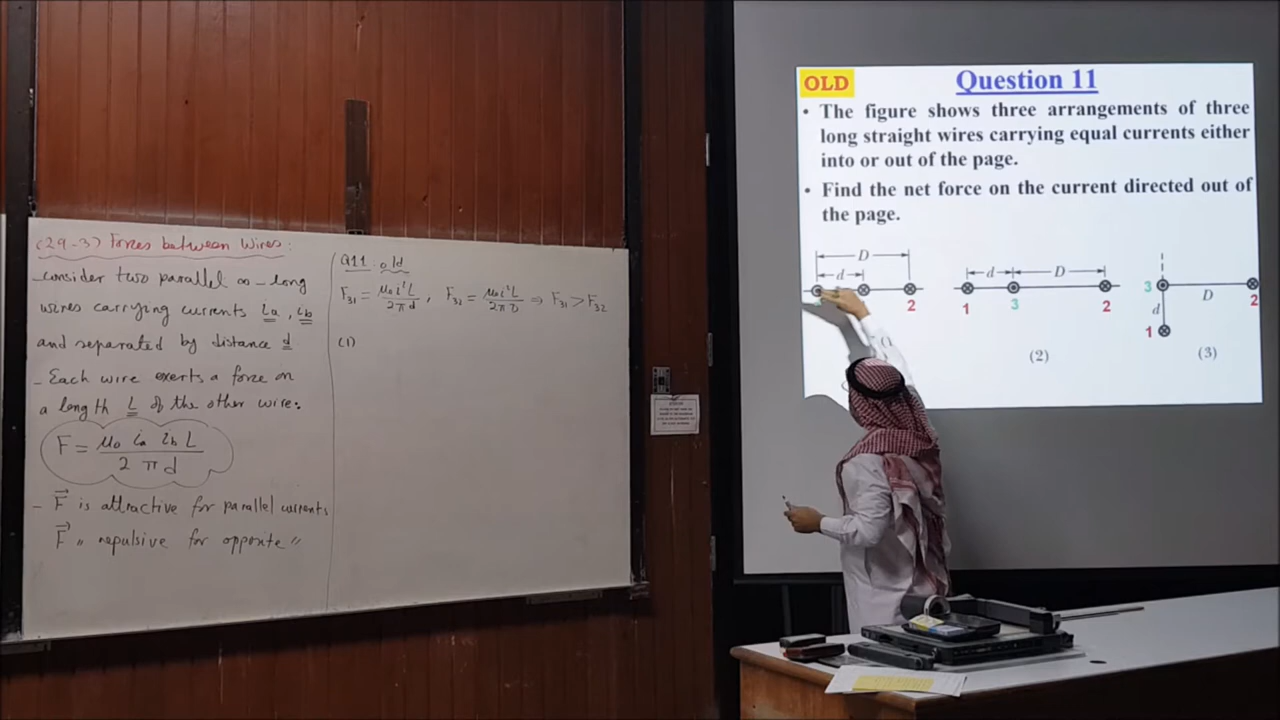 (29-3) Forces between Wires:
- consider two parallel ∞-long
wires carrying currents ia, ib
and separated by distance d
- Each wire exerts a force on
a length L of the other wire.
F = μ₀ ia ib L / 2 π d
- F⃗ is attractive for parallel currents
F⃗ " repulsive for opposite "
Q11: old
F₃₁ = μ₀ i² L / 2π d , F₃₂ = μ₀ i² L / 2π D ⇒ F₃₁ > F₃₂
(1)
OLD
Question 11
• The figure shows three arrangements of three
long straight wires carrying equal currents either
into or out of the page.
• Find the net force on the current directed out of
the page.
D
d
2
d D
1 3 2
(2)
3
D
2
d
1
(3)